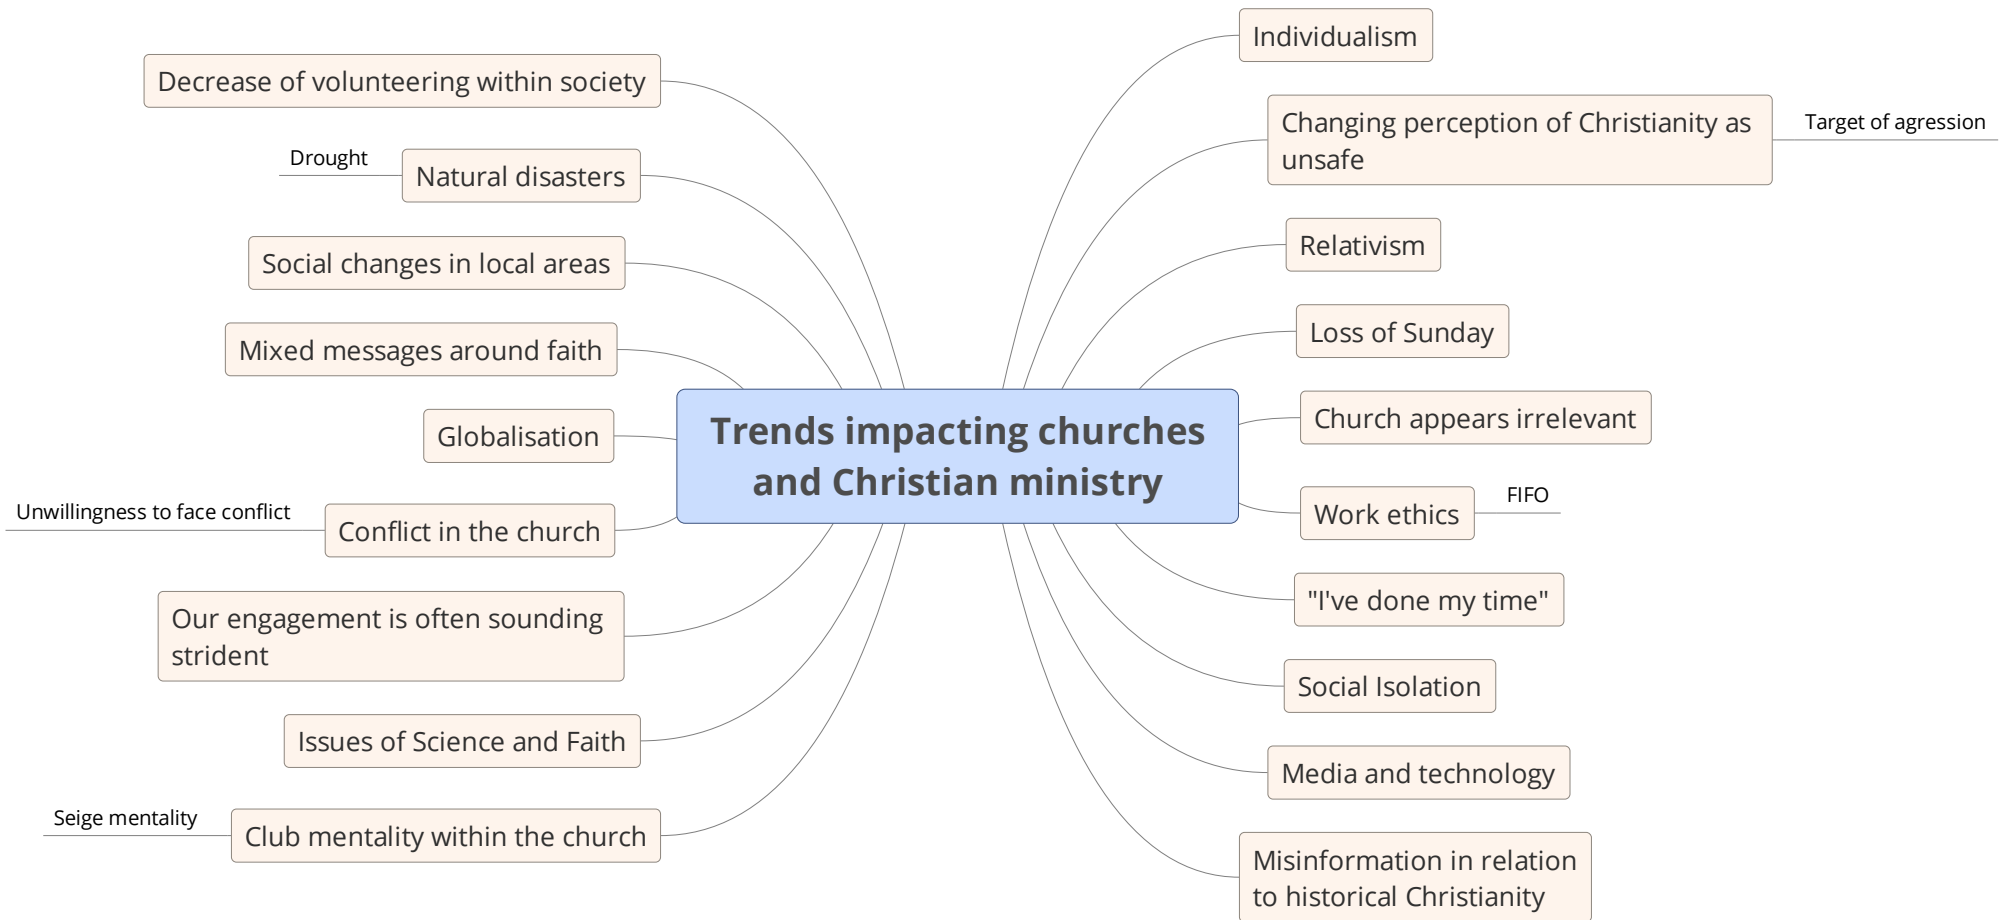 Trends impacting churches
and Christian ministry
Individualism
Changing perception of Christianity as
unsafe
Target of agression
Relativism
Loss of Sunday
Church appears irrelevant
Work ethics
FIFO
"I've done my time"
Social Isolation
Media and technology
Misinformation in relation
to historical Christianity
Decrease of volunteering within society
Natural disasters
Drought
Social changes in local areas
Mixed messages around faith
Globalisation
Conflict in the church
Unwillingness to face conflict
Our engagement is often sounding
strident
Issues of Science and Faith
Club mentality within the church
Seige mentality